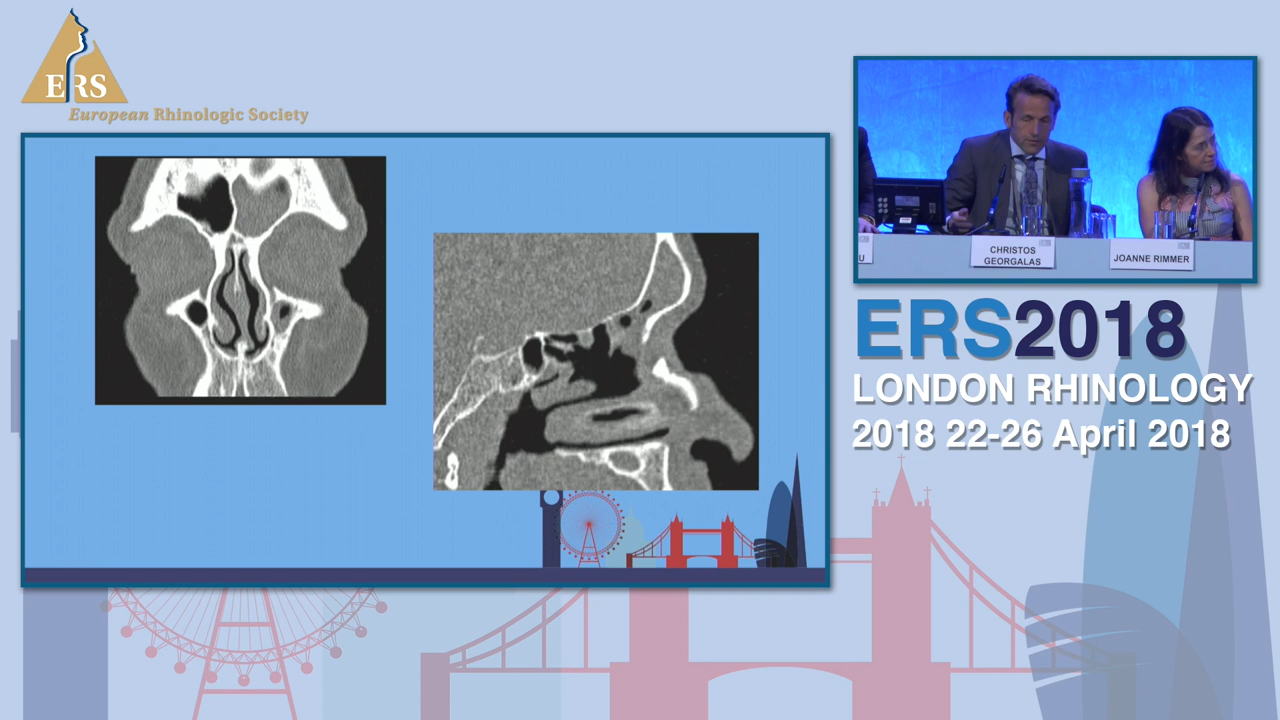 ERS
European Rhinologic Society
U
CHRISTOS
GEORGALAS
JOANNE RIMMER
ERS2018
LONDON RHINOLOGY
2018 22-26 April 2018